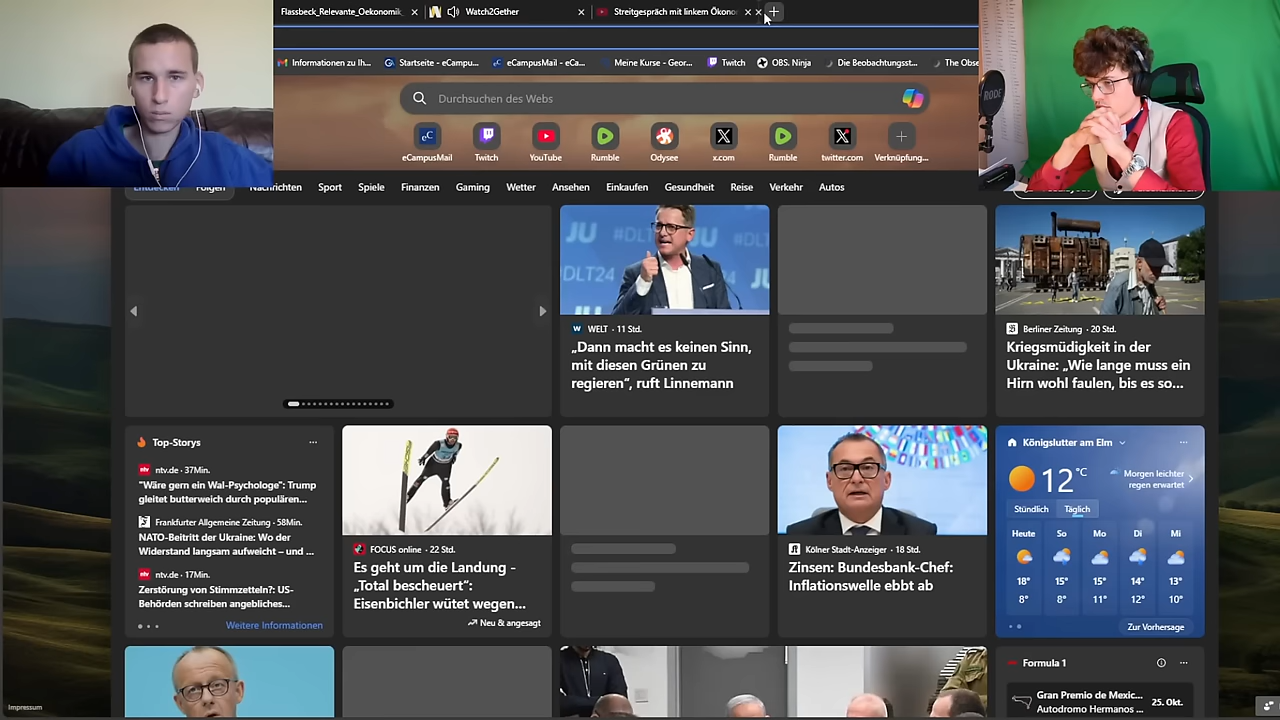 Flassbeck_Relevante_Oekonomik
Watch2Gether
Streitgespräch mit linkem Ökon
Informationen zu Ih...
Startseite - eCampu...
eCampusMail - eCa...
Meine Kurse - Geor...
Twitch
OBS. Ninja
Die Beobachtungsst...
The Obse
Durchsuchen des Webs
eCampusMail
Twitch
YouTube
Rumble
Odysee
x.com
Rumble
twitter.com
Verknüpfung...
Entdecken
Folgen
Nachrichten
Sport
Spiele
Finanzen
Gaming
Wetter
Ansehen
Einkaufen
Gesundheit
Reise
Verkehr
Autos
RODE
JU
#DLT
JU
#D
DLT24
JU
WELT · 11 Std.
„Dann macht es keinen Sinn,
mit diesen Grünen zu
regieren“, ruft Linnemann
Berliner Zeitung · 20 Std.
Kriegsmüdigkeit in der
Ukraine: „Wie lange muss ein
Hirn wohl faulen, bis es so...
Top-Storys
ntv.de · 37Min.
"Wäre gern ein Wal-Psychologe": Trump
gleitet butterweich durch populären...
Frankfurter Allgemeine Zeitung · 58Min.
NATO-Beitritt der Ukraine: Wo der
Widerstand langsam aufweicht – und ...
ntv.de · 17Min.
Zerstörung von Stimmzetteln?: US-
Behörden schreiben angebliches...
Weitere Informationen
FOCUS online · 22 Std.
Es geht um die Landung -
„Total bescheuert“:
Eisenbichler wütet wegen...
Neu & angesagt
Kölner Stadt-Anzeiger · 18 Std.
Zinsen: Bundesbank-Chef:
Inflationswelle ebbt ab
Königslutter am Elm
12 °C
Morgen leichter
regen erwartet
Stündlich
Täglich
Heute So Mo Di Mi
18° 15° 15° 14° 13°
8° 8° 11° 12° 10°
Zur Vorhersage
Formula 1
Gran Premio de Mexic...
Autodromo Hermanos ...
25. Okt.
Impressum